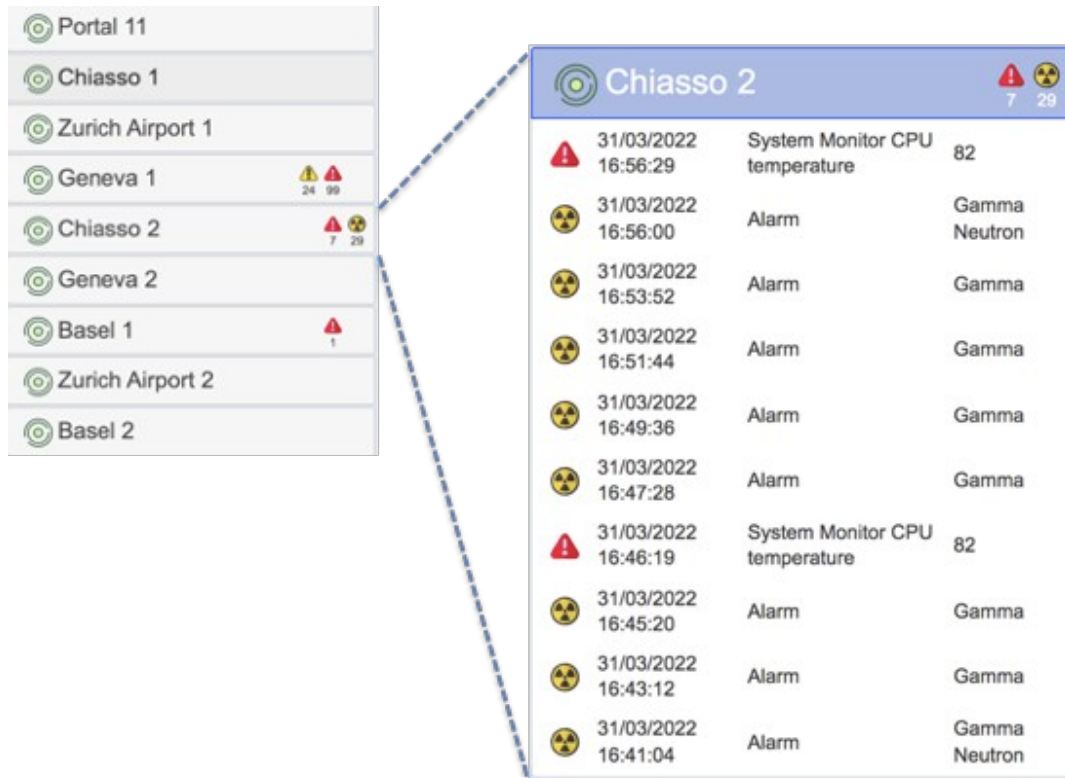 Portal 11
Chiasso 1
Zurich Airport 1
Geneva 1
24 99
Chiasso 2
7 29
Geneva 2
Basel 1
1
Zurich Airport 2
Basel 2
Chiasso 2
7 29
31/03/2022 System Monitor CPU
16:56:29 temperature 82
31/03/2022 Gamma
16:56:00 Alarm Neutron
31/03/2022
16:53:52 Alarm Gamma
31/03/2022
16:51:44 Alarm Gamma
31/03/2022
16:49:36 Alarm Gamma
31/03/2022
16:47:28 Alarm Gamma
31/03/2022 System Monitor CPU
16:46:19 temperature 82
31/03/2022
16:45:20 Alarm Gamma
31/03/2022
16:43:12 Alarm Gamma
31/03/2022 Gamma
16:41:04 Alarm Neutron